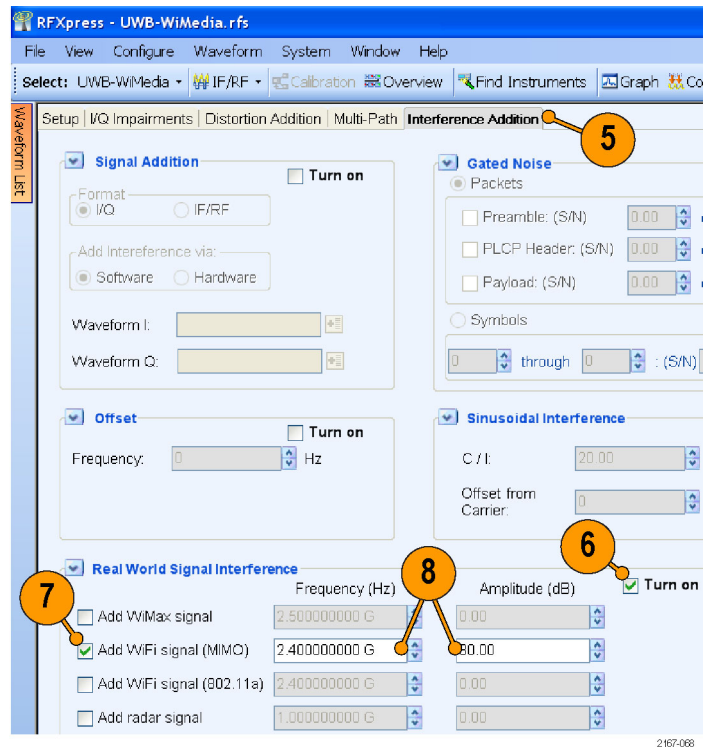 RFXpress - UWB-WiMedia.rfs
File View Configure Waveform System Window Help
Select: UWB-WiMedia IF/RF Calibration Overview Find Instruments Graph Co
Waveform List
Setup I/Q Impairments Distortion Addition Multi-Path Interference Addition
5
Signal Addition
Turn on
Format
I/Q IF/RF
Add Intereference via:
Software Hardware
Waveform I:
Waveform Q:
Gated Noise
Packets
Preamble: (S/N) 0.00
PLCP Header: (S/N) 0.00
Payload: (S/N) 0.00
Symbols
0 through 0 : (S/N)
Offset
Turn on
Frequency: 0 Hz
Sinusoidal Interference
C / I: 20.00
Offset from
Carrier: 0
6
Real World Signal Interference
Turn on
7
8
Frequency (Hz) Amplitude (dB)
Add WiMax signal 2.500000000 G 0.00
Add WiFi signal (MIMO) 2.400000000 G 80.00
Add WiFi signal (802.11a) 2.400000000 G 0.00
Add radar signal 1.000000000 G 0.00
2167-068